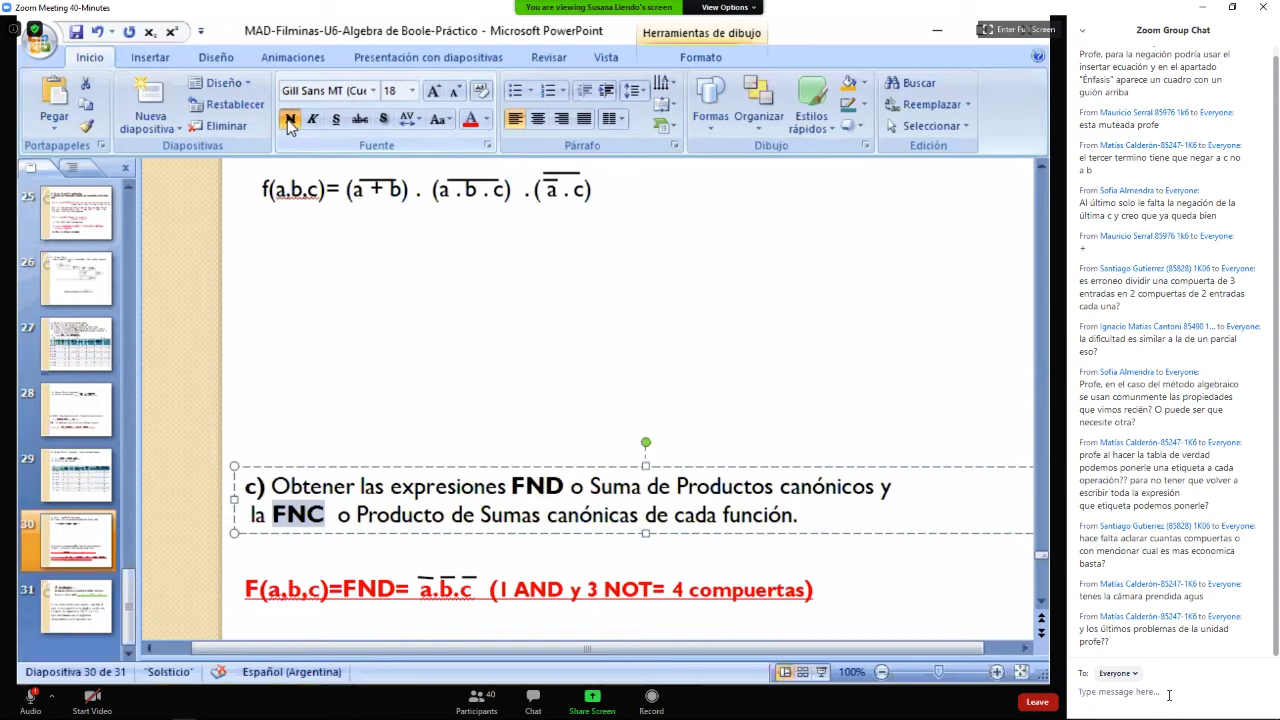 Zoom Meeting 40-Minutes
You are viewing Susana Liendo's screen
View Options
ra de Boole-Práctico - Microsoft PowerPoint
Herramientas de dibujo
Enter Full Screen
Inicio
Insertar
Diseño
Animaciones
Presentación con diapositivas
Revisar
Vista
Formato
Pegar
Nueva
diapositiva
Diseño
Restablecer
Eliminar
Gill Sans MT (Cu
18
Formas
Organizar
Estilos
rápidos
Buscar
Reemplazar
Seleccionar
Portapapeles
Diapositivas
Fuente
Párrafo
Dibujo
Edición
25
26
27
28
29
30
31
f(a,b,c)= (a + b) . (a . b . c) . (a . c)
c) Obtener las expresiones FND o Suma de Productos canónicos y
la FNC o Producto de Sumas canónicas de cada función.
F(a,b,c)=FND= a.b.c (1 AND y 3 NOT= 4 compuertas)
Diapositiva 30 de 31
"Solsticio"
Español (Argen
100%
Audio
Start Video
40
Participants
Chat
Share Screen
Record
Leave
Zoom Group Chat
Profe, para la negación podría usar el
insertar ecuación y en el apartado
"Énfasis" aparece un cuadro con un
guión arriba
From Mauricio Serral 85976 1k6 to Everyone:
esta muteada profe
From Matías Calderón-85247-1K6 to Everyone:
el tercer termino tiene que negar a c no
a b
From Sofia Almendra to Everyone:
Al último solo le falta la negación de la
última c y creo que ya queda bien
From Mauricio Serral 85976 1k6 to Everyone:
+
From Santiago Gutierrez (85828) 1K06 to Everyone:
es erroneo dividir una compuerta de 3
entradas en 2 compuertas de 2 entradas
cada una?
From Ignacio Matias Cantoni 85490 1... to Everyone:
la dificultad es similar a la de un parcial
eso?
From Sofia Almendra to Everyone:
Profe, en el caso del método algebraico
se usan comunmente las propiedades
que vimos recién? O puede ser que
necesite otra?
From Matías Calderón-85247-1K6 to Everyone:
profe al hacer la tabla de verdad
podemos ponerle una etiqueta a cada
operación?? para no tener que volver a
escribir toda la expresión
que etiqueta podemos ponerle?
From Santiago Gutierrez (85828) 1K06 to Everyone:
hace falta aclarar cuantas compuertas o
con mencionar cual es mas economica
basta?
From Matías Calderón-85247-1K6 to Everyone:
tenes la cámara prendida agus
From Matías Calderón-85247-1K6 to Everyone:
y los últimos problemas de la unidad
profe??
To: Everyone
Type message here...